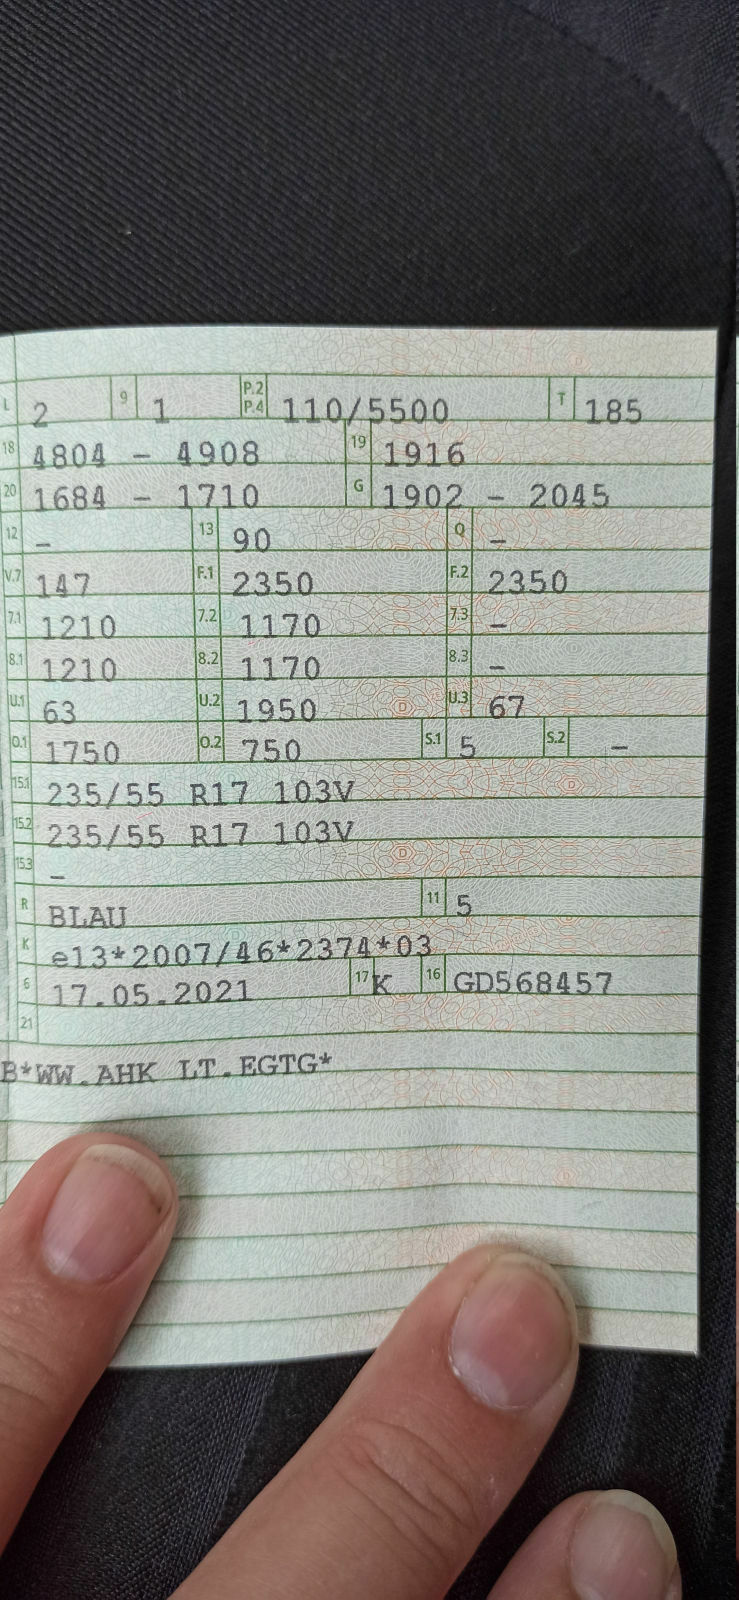 L 2 9 1 P.2 P.4 110/5500 T 185
18 4804 - 4908 19 1916
20 1684 - 1710 G 1902 - 2045
12 - 13 90 Q -
V.7 147 F.1 2350 F.2 2350
7.1 1210 7.2 1170 7.3 -
8.1 1210 8.2 1170 8.3 -
U.1 63 U.2 1950 U.3 67
O.1 1750 O.2 750 S.1 5 S.2 -
15.1 235/55 R17 103V
15.2 235/55 R17 103V
15.3 -
R BLAU 11 5
K e13*2007/46*2374*03
6 17.05.2021 17 K 16 GD568457
21
B*WW.AHK LT.EGTG*